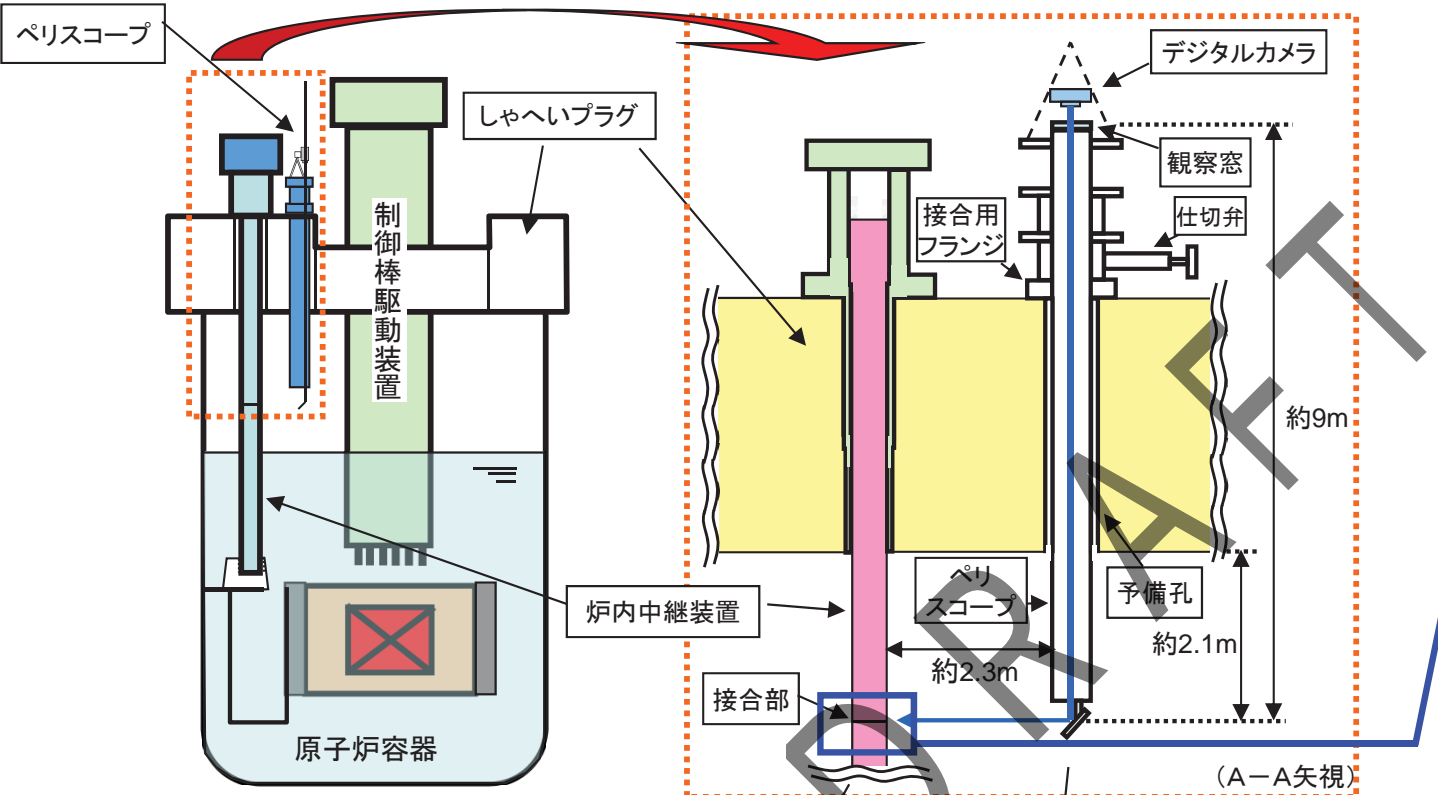 ペリスコープ
しゃへいプラグ
制御棒駆動装置
炉内中継装置
原子炉容器
デジタルカメラ
観察窓
仕切弁
接合用
フランジ
約9m
ペリ
スコープ
予備孔
約2.1m
約2.3m
接合部
(A-A矢視)
DRAFT